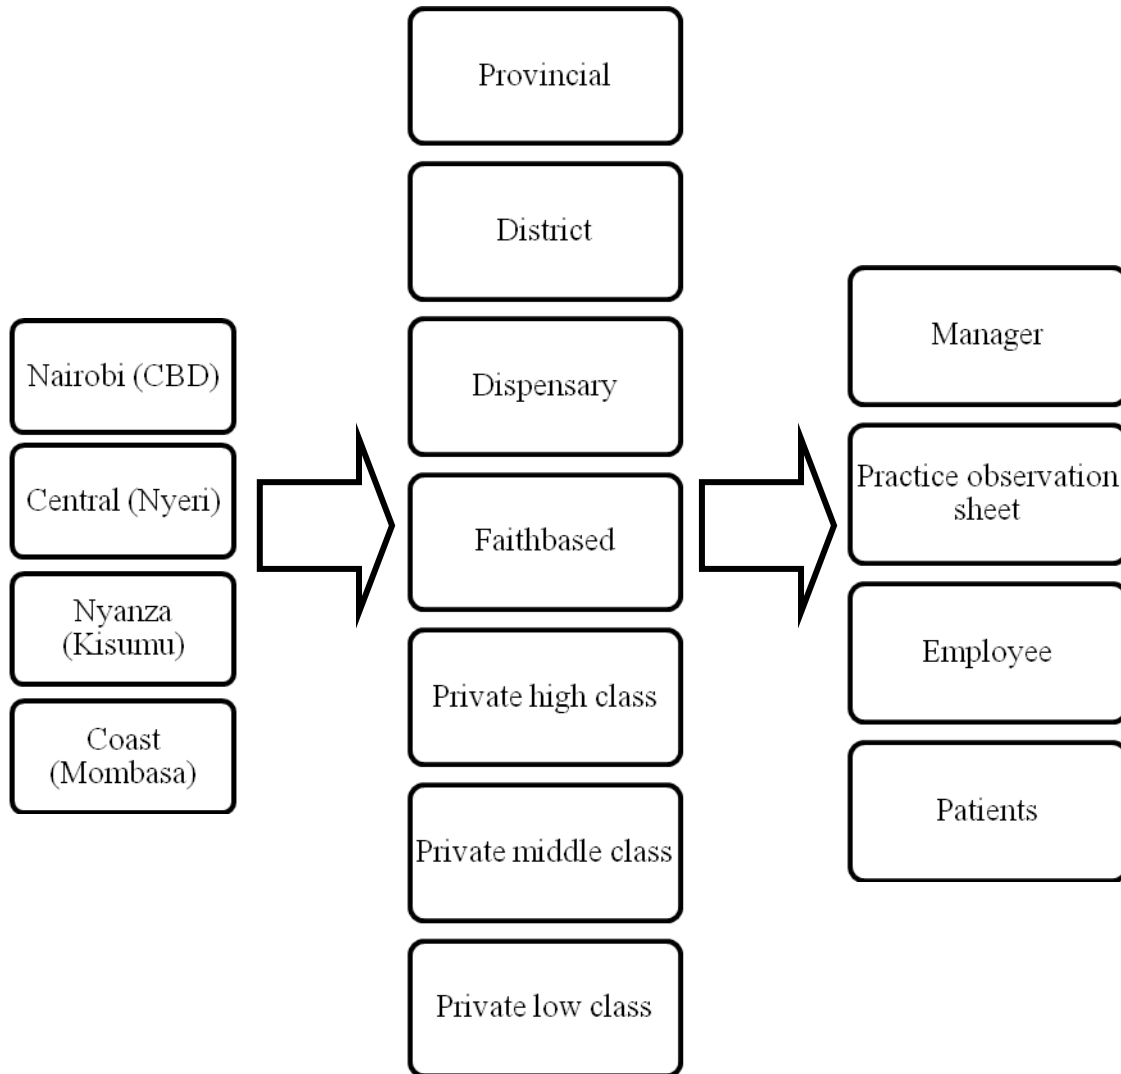 Nairobi (CBD)
Central (Nyeri)
Nyanza
(Kisumu)
Coast
(Mombasa)
Provincial
District
Dispensary
Faithbased
Private high class
Private middle class
Private low class
Manager
Practice observation
sheet
Employee
Patients